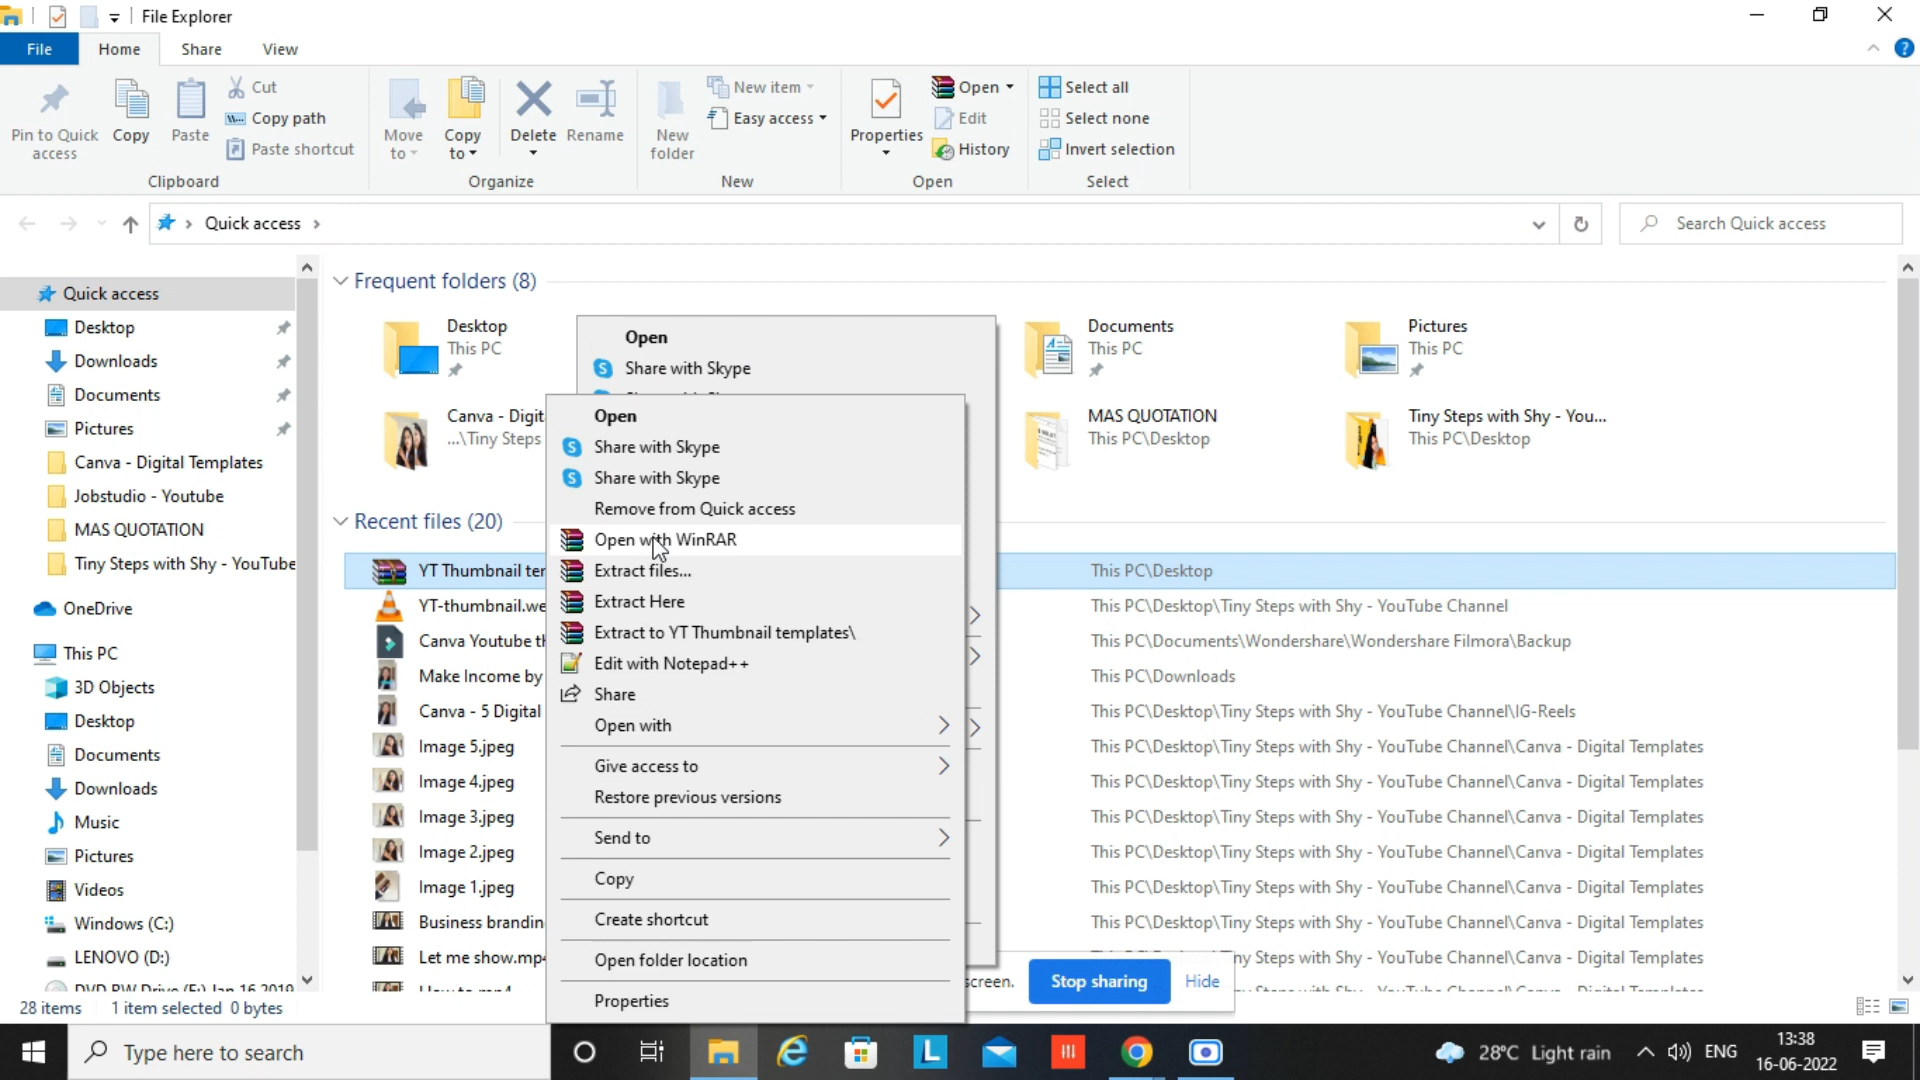 File Explorer
File Home Share View
Pin to Quick access
Copy
Paste
Cut
Copy path
Paste shortcut
Clipboard
Move to
Copy to
Delete
Rename
Organize
New folder
New item
Easy access
New
Properties
Open
Edit
History
Open
Select all
Select none
Invert selection
Select
Quick access
Search Quick access
Quick access
Desktop
Downloads
Documents
Pictures
Canva - Digital Templates
Jobstudio - Youtube
MAS QUOTATION
Tiny Steps with Shy - YouTube
OneDrive
This PC
3D Objects
Desktop
Documents
Downloads
Music
Pictures
Videos
Windows (C:)
LENOVO (D:)
Frequent folders (8)
Desktop
This PC
Documents
This PC
Pictures
This PC
Canva - Digit
...\Tiny Steps
MAS QUOTATION
This PC\Desktop
Tiny Steps with Shy - You...
This PC\Desktop
Recent files (20)
YT Thumbnail ter This PC\Desktop
YT-thumbnail.we This PC\Desktop\Tiny Steps with Shy - YouTube Channel
Canva Youtube th This PC\Documents\Wondershare\Wondershare Filmora\Backup
Make Income by This PC\Downloads
Canva - 5 Digital This PC\Desktop\Tiny Steps with Shy - YouTube Channel\IG-Reels
Image 5.jpeg This PC\Desktop\Tiny Steps with Shy - YouTube Channel\Canva - Digital Templates
Image 4.jpeg This PC\Desktop\Tiny Steps with Shy - YouTube Channel\Canva - Digital Templates
Image 3.jpeg This PC\Desktop\Tiny Steps with Shy - YouTube Channel\Canva - Digital Templates
Image 2.jpeg This PC\Desktop\Tiny Steps with Shy - YouTube Channel\Canva - Digital Templates
Image 1.jpeg This PC\Desktop\Tiny Steps with Shy - YouTube Channel\Canva - Digital Templates
Business brandin This PC\Desktop\Tiny Steps with Shy - YouTube Channel\Canva - Digital Templates
Let me show.mp4 Steps with Shy - YouTube Channel\Canva - Digital Templates
Open
Share with Skype
Open
Share with Skype
Share with Skype
Remove from Quick access
Open with WinRAR
Extract files...
Extract Here
Extract to YT Thumbnail templates\
Edit with Notepad++
Share
Open with
Give access to
Restore previous versions
Send to
Copy
Create shortcut
Open folder location
Properties
screen. Stop sharing Hide
28 items 1 item selected 0 bytes
Type here to search
28°C Light rain
ENG
13:38
16-06-2022